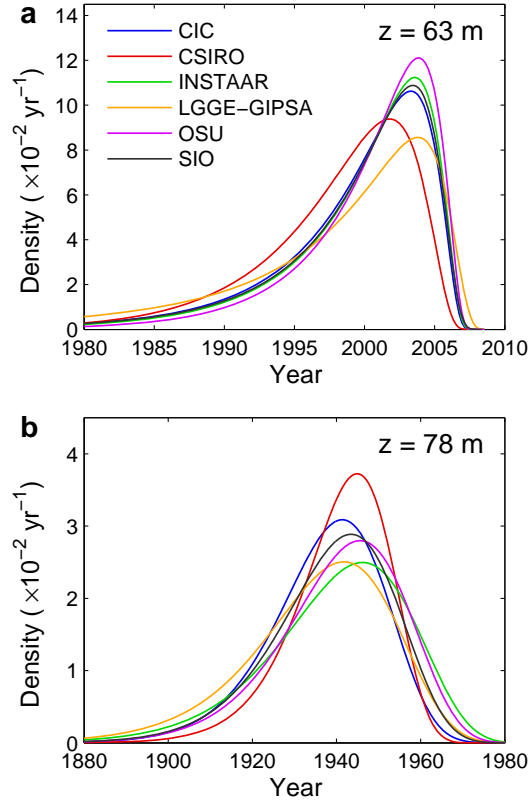 a
z = 63 m
CIC
CSIRO
INSTAAR
LGGE−GIPSA
OSU
SIO
14
12
10
8
6
4
2
0
Density ( ×10⁻² yr⁻¹)
1980 1985 1990 1995 2000 2005 2010
Year
b
z = 78 m
4
3
2
1
0
Density ( ×10⁻² yr⁻¹)
1880 1900 1920 1940 1960 1980
Year